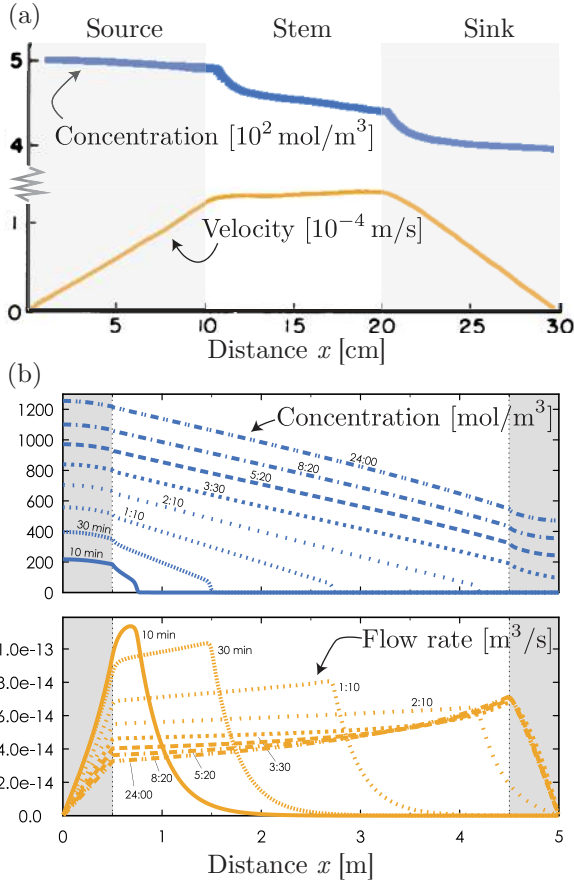 (a)
Source Stem Sink
5
Concentration [10² mol/m³]
4
1
Velocity [10⁻⁴ m/s]
0
5 10 15 20 25 30
Distance x [cm]
(b)
1200
1000
800
600
400
200
0
Concentration [mol/m³]
24:00
8:20
5:20
3:30
2:10
1:10
30 min
10 min
1.0e-13
8.0e-14
6.0e-14
4.0e-14
2.0e-14
0.0
10 min
30 min
Flow rate [m³/s]
1:10
2:10
3:30
5:20
8:20
24:00
0 1 2 3 4 5
Distance x [m]